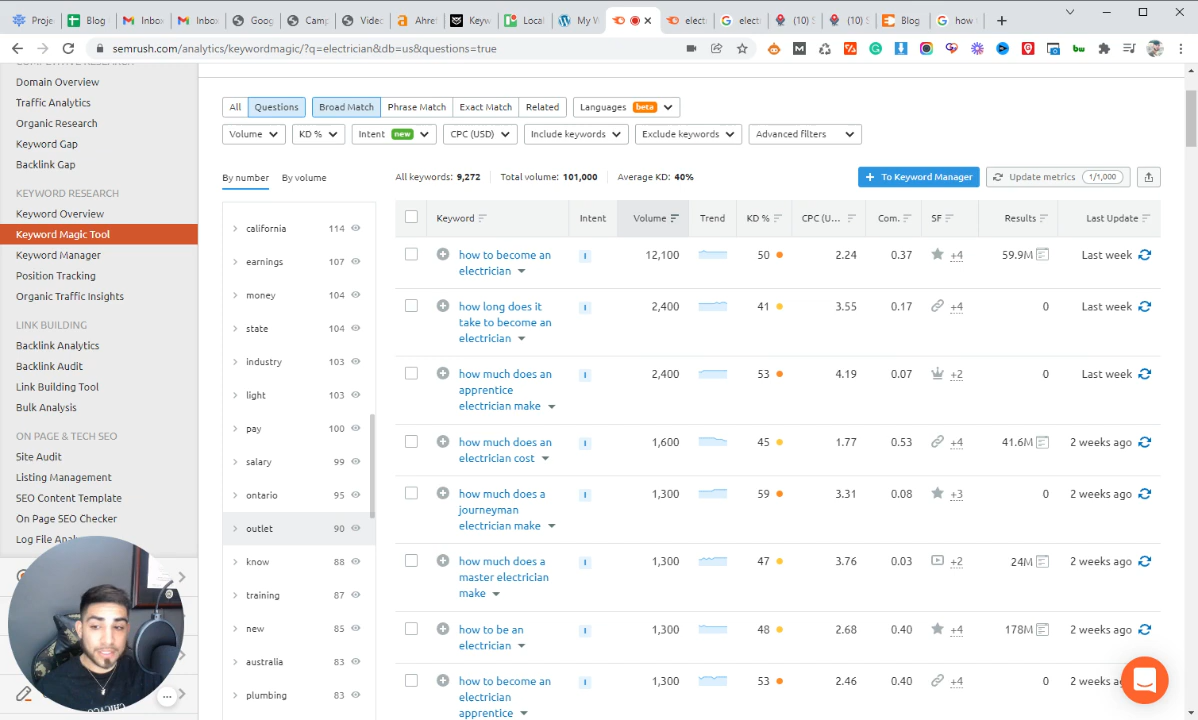 Proje
Blog
Inbo
Inbo
Goog
Camp
Videc
Ahre
Keyw
Local
My W
elect
electi
(10) S
(10) S
Blog
how
semrush.com/analytics/keywordmagic/?q=electrician&db=us&questions=true
Domain Overview
Traffic Analytics
Organic Research
Keyword Gap
Backlink Gap
KEYWORD RESEARCH
Keyword Overview
Keyword Magic Tool
Keyword Manager
Position Tracking
Organic Traffic Insights
LINK BUILDING
Backlink Analytics
Backlink Audit
Link Building Tool
Bulk Analysis
ON PAGE & TECH SEO
Site Audit
Listing Management
SEO Content Template
On Page SEO Checker
Log File Anal
All Questions Broad Match Phrase Match Exact Match Related Languages beta
Volume KD % Intent new CPC (USD) Include keywords Exclude keywords Advanced filters
By number By volume
All keywords: 9,272 Total volume: 101,000 Average KD: 40%
+ To Keyword Manager Update metrics 1/1,000
california 114
earnings 107
money 104
state 104
industry 103
light 103
pay 100
salary 99
ontario 95
outlet 90
know 88
training 87
new 85
australia 83
plumbing 83
Keyword Intent Volume Trend KD % CPC (U... Com. SF Results Last Update
how to become an I 12,100 50 2.24 0.37 +4 59.9M Last week
electrician
how long does it I 2,400 41 3.55 0.17 +4 0 Last week
take to become an
electrician
how much does an I 2,400 53 4.19 0.07 +2 0 Last week
apprentice
electrician make
how much does an I 1,600 45 1.77 0.53 +4 41.6M 2 weeks ago
electrician cost
how much does a I 1,300 59 3.31 0.08 +3 0 2 weeks ago
journeyman
electrician make
how much does a I 1,300 47 3.76 0.03 +2 24M 2 weeks ago
master electrician
make
how to be an I 1,300 48 2.68 0.40 +4 178M 2 weeks ago
electrician
how to become an I 1,300 53 2.46 0.40 +4 2 weeks a
electrician
apprentice